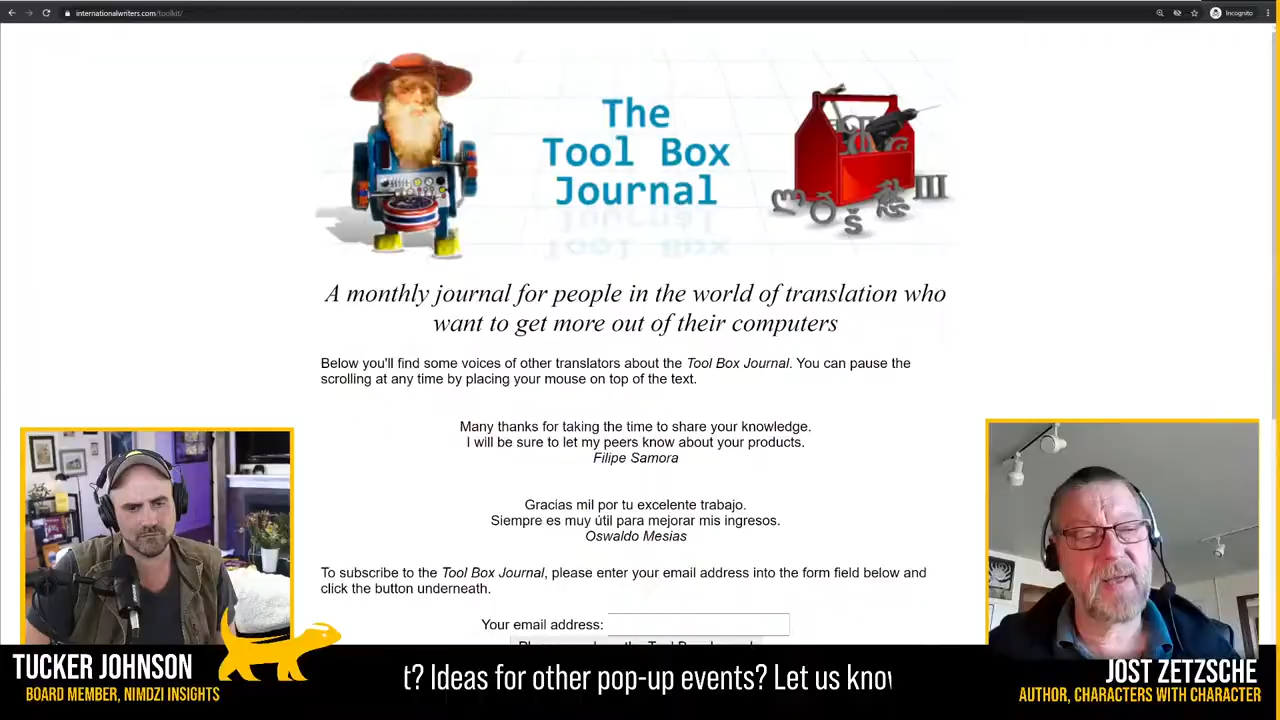 internationalwriters.com/toolkit/
Incognito
The
Tool Box
Journal
A monthly journal for people in the world of translation who
want to get more out of their computers
Below you'll find some voices of other translators about the Tool Box Journal. You can pause the
scrolling at any time by placing your mouse on top of the text.
Many thanks for taking the time to share your knowledge.
I will be sure to let my peers know about your products.
Filipe Samora
Gracias mil por tu excelente trabajo.
Siempre es muy útil para mejorar mis ingresos.
Oswaldo Mesias
To subscribe to the Tool Box Journal, please enter your email address into the form field below and
click the button underneath.
Your email address:
TUCKER JOHNSON
BOARD MEMBER, NIMDZI INSIGHTS
t? Ideas for other pop-up events? Let us know
JOST ZETZSCHE
AUTHOR, CHARACTERS WITH CHARACTER